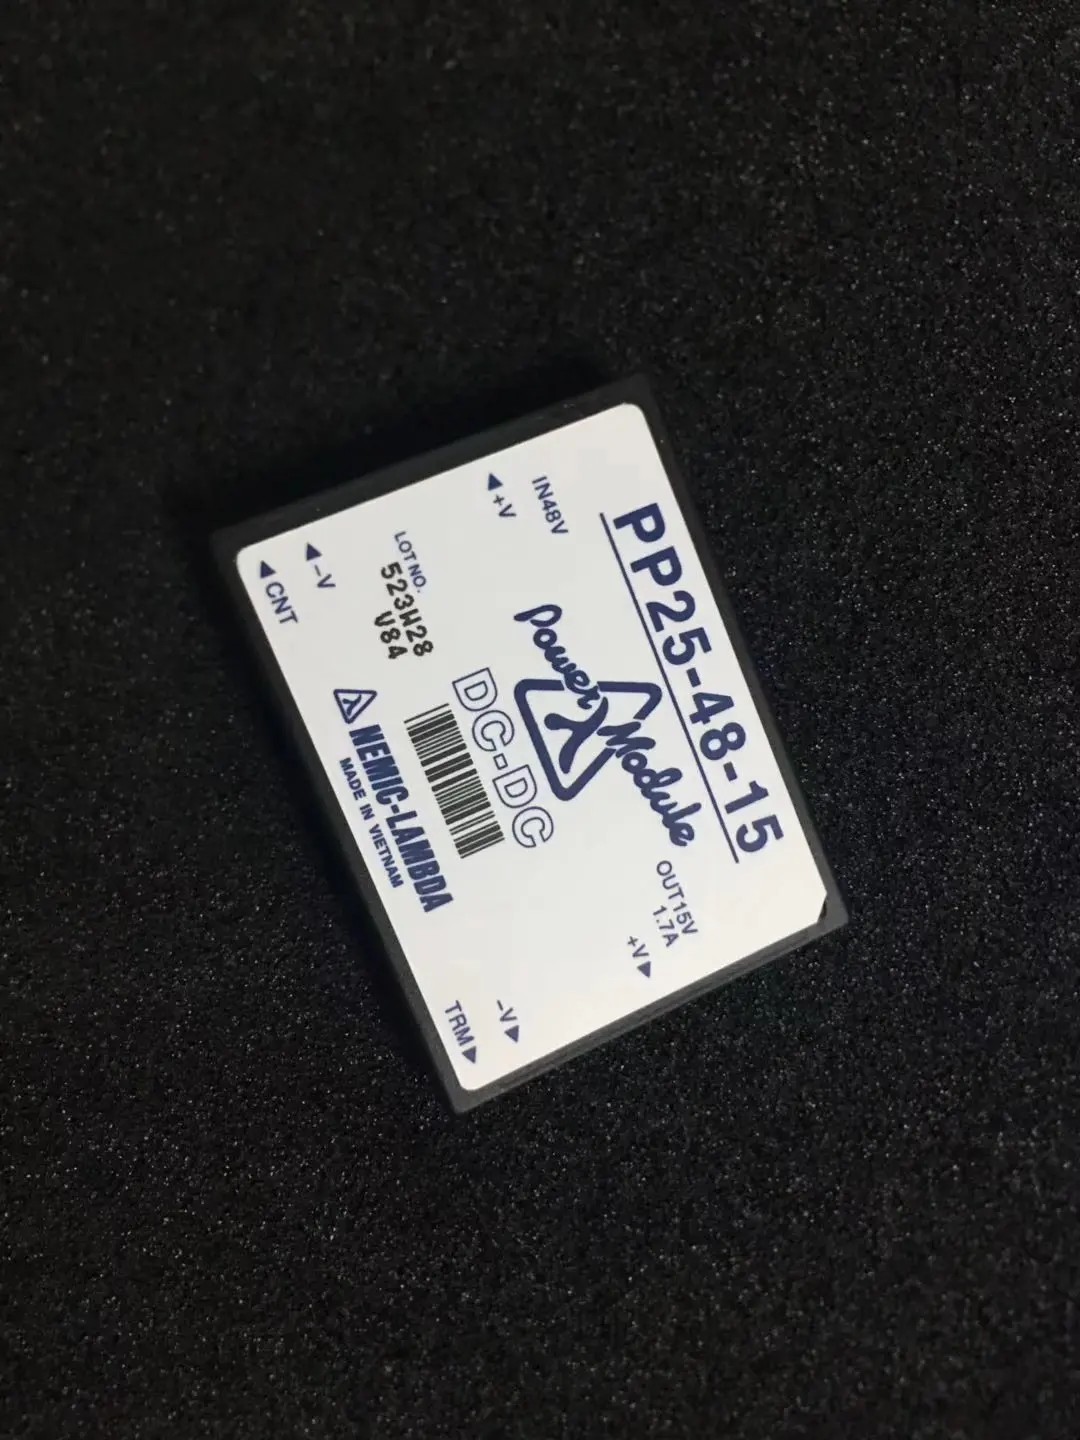 PP25-48-15
IN48V
◀+V
Power Module
λ
OUT15V
1.7A
+V▶
DC-DC
LOT NO.
523W28
V84
◀-V
-V▶
◀CNT
λ NEMIC-LAMBDA
MADE IN VIETNAM
TRM▶